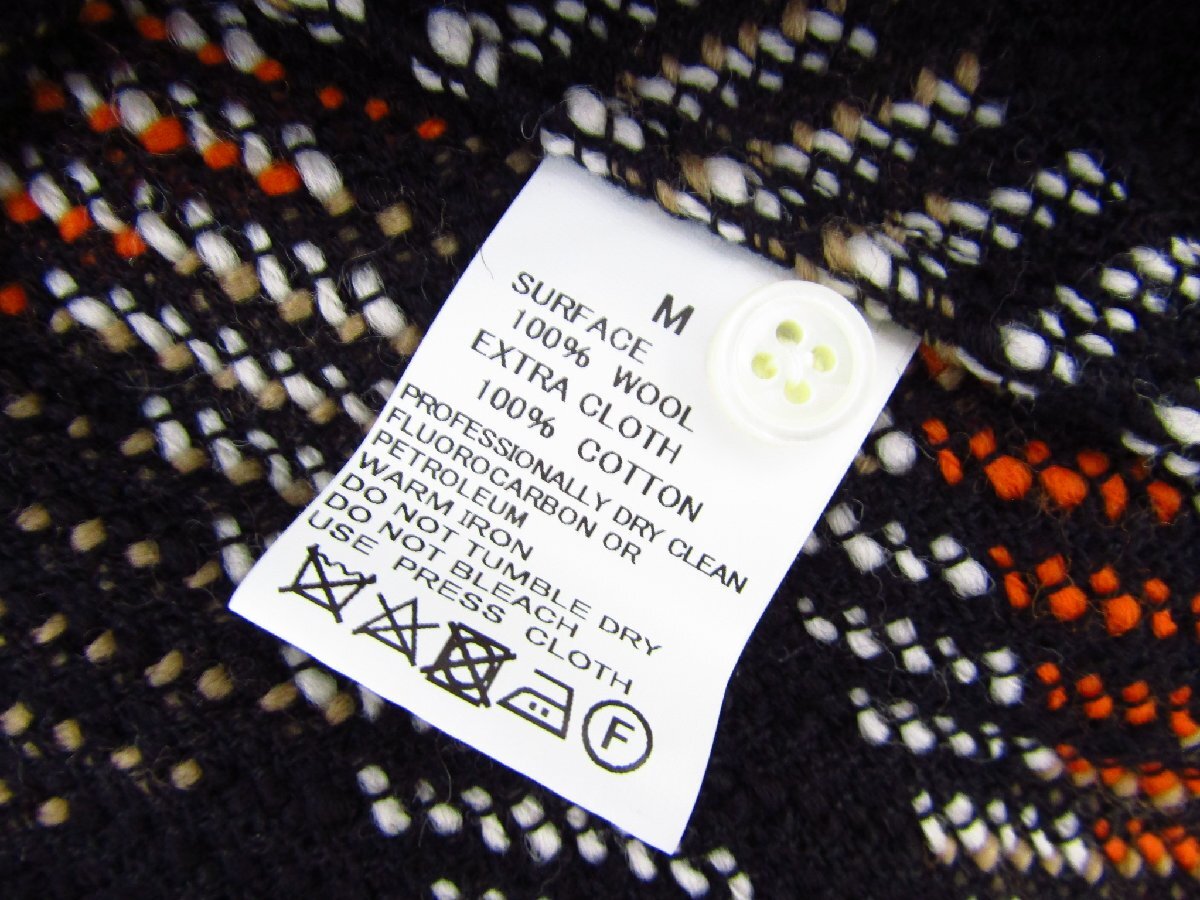 M
SURFACE
100% WOOL
EXTRA CLOTH
100% COTTON
PROFESSIONALLY DRY CLEAN
FLUOROCARBON OR
PETROLEUM
WARM IRON
DO NOT TUMBLE DRY
DO NOT BLEACH
USE PRESS CLOTH
F